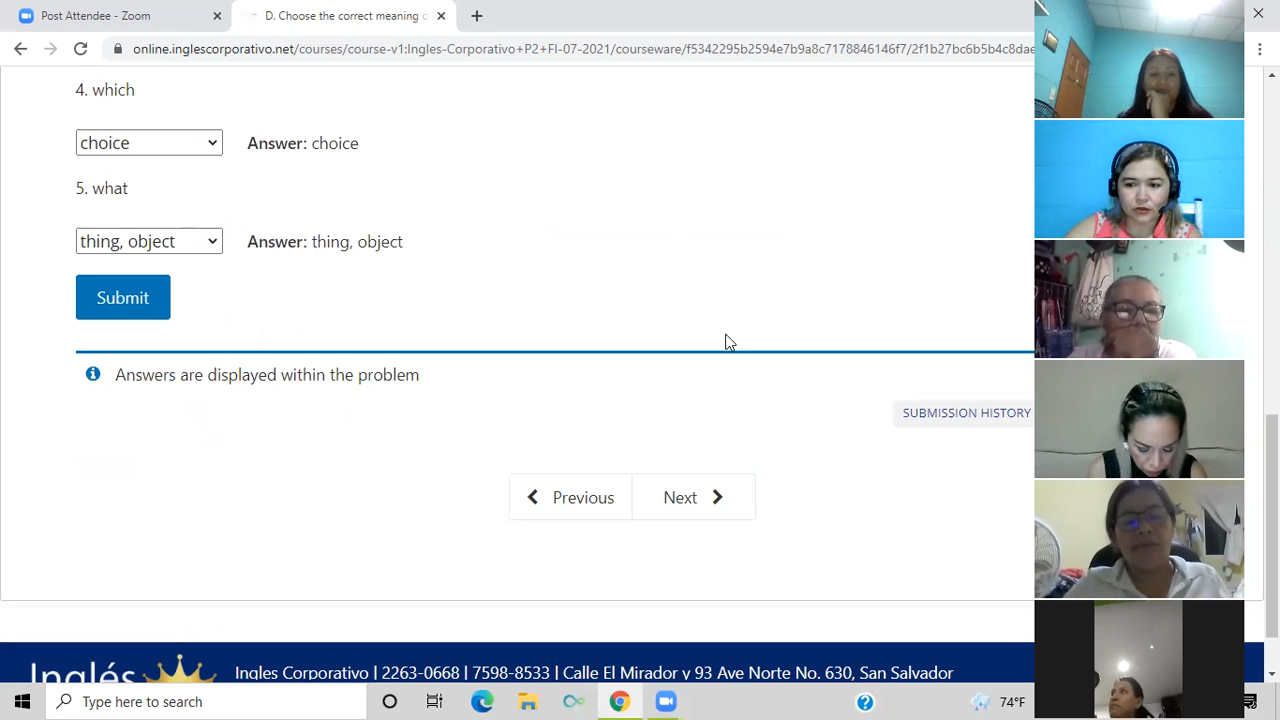 Post Attendee - Zoom
D. Choose the correct meaning o
online.inglescorporativo.net/courses/course-v1:Ingles-Corporativo+P2+FI-07-2021/courseware/f5342295b2594e7b9a8c7178846146f7/2f1b27bc6b5b4c8dae
4. which
choice
Answer: choice
5. what
thing, object
Answer: thing, object
Submit
Answers are displayed within the problem
SUBMISSION HISTORY
Previous
Next
Inglés
Ingles Corporativo | 2263-0668 | 7598-8533 | Calle El Mirador y 93 Ave Norte No. 630, San Salvador
Type here to search
74°F